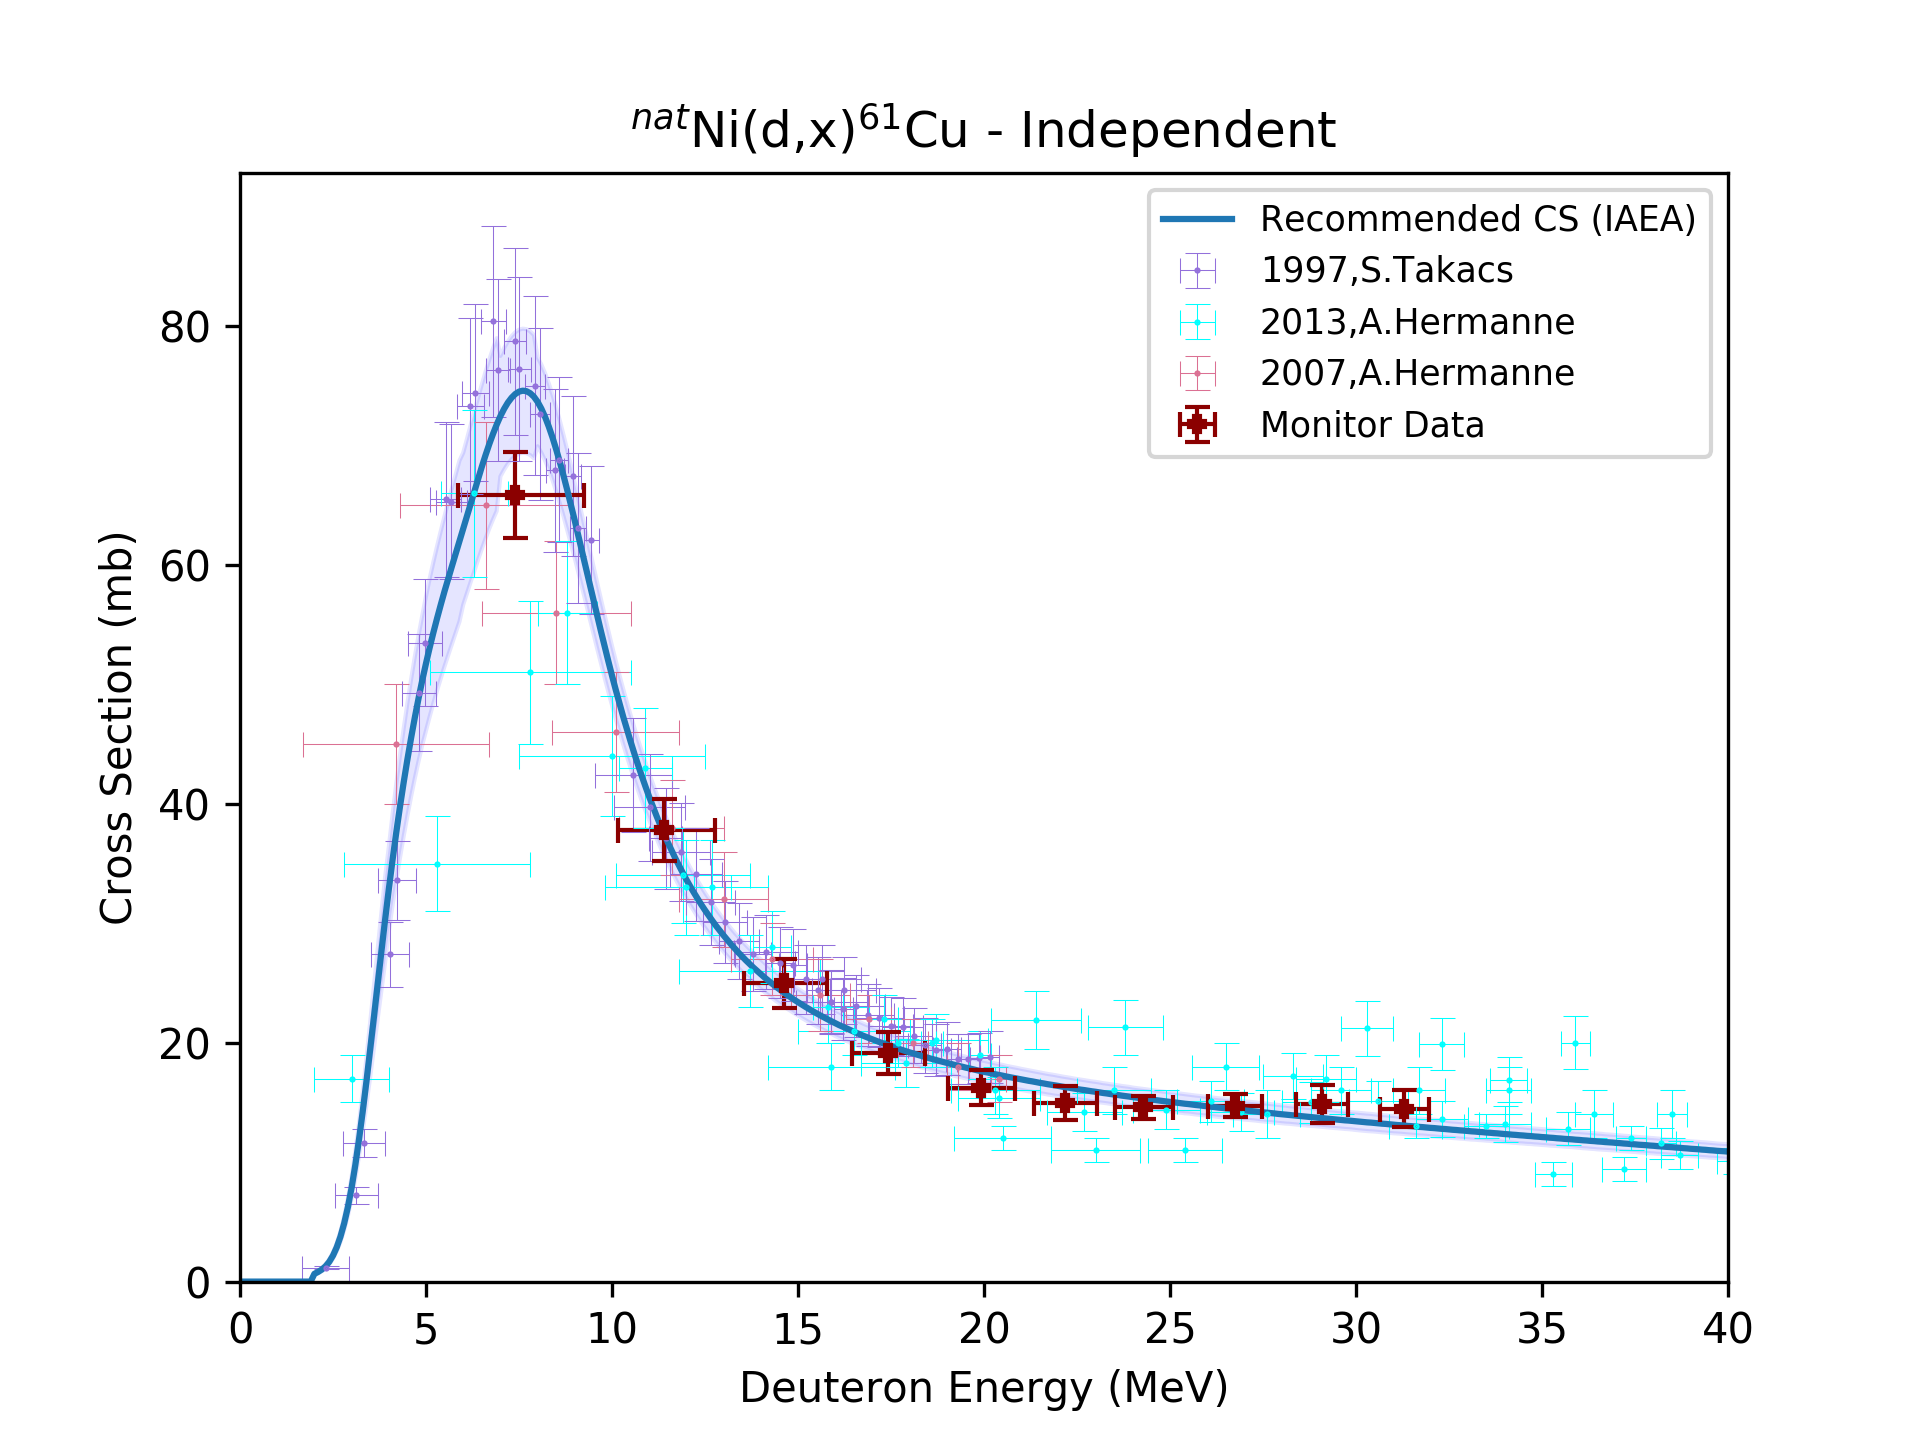 ⁿᵃᵗNi(d,x)⁶¹Cu - Independent
Recommended CS (IAEA)
1997,S.Takacs
2013,A.Hermanne
2007,A.Hermanne
Monitor Data
Cross Section (mb)
80
60
40
20
0
0 5 10 15 20 25 30 35 40
Deuteron Energy (MeV)